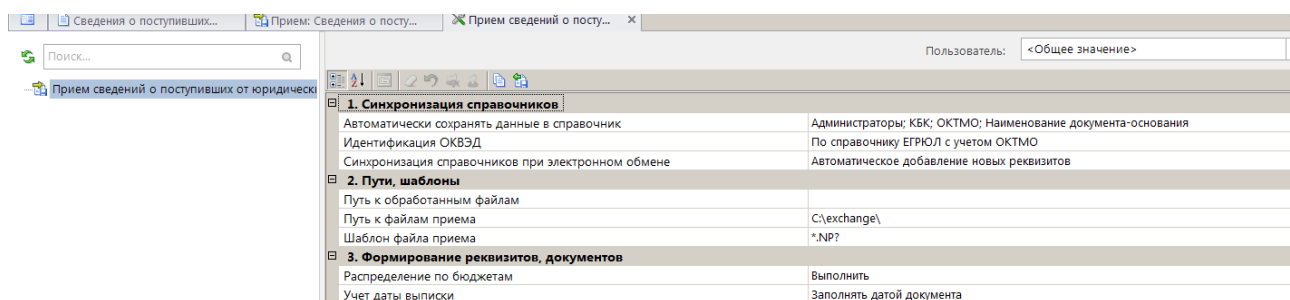 Сведения о поступивших... Прием: Сведения о посту... Прием сведений о посту... ×
Поиск... Пользователь: <Общее значение>
Прием сведений о поступивших от юридически
1. Синхронизация справочников
Автоматически сохранять данные в справочник Администраторы; КБК; ОКТМО; Наименование документа-основания
Идентификация ОКВЭД По справочнику ЕГРЮЛ с учетом ОКТМО
Синхронизация справочников при электронном обмене Автоматическое добавление новых реквизитов
2. Пути, шаблоны
Путь к обработанным файлам
Путь к файлам приема C:\exchange\
Шаблон файла приема *.NP?
3. Формирование реквизитов, документов
Распределение по бюджетам Выполнить
Учет даты выписки Заполнять датой документа